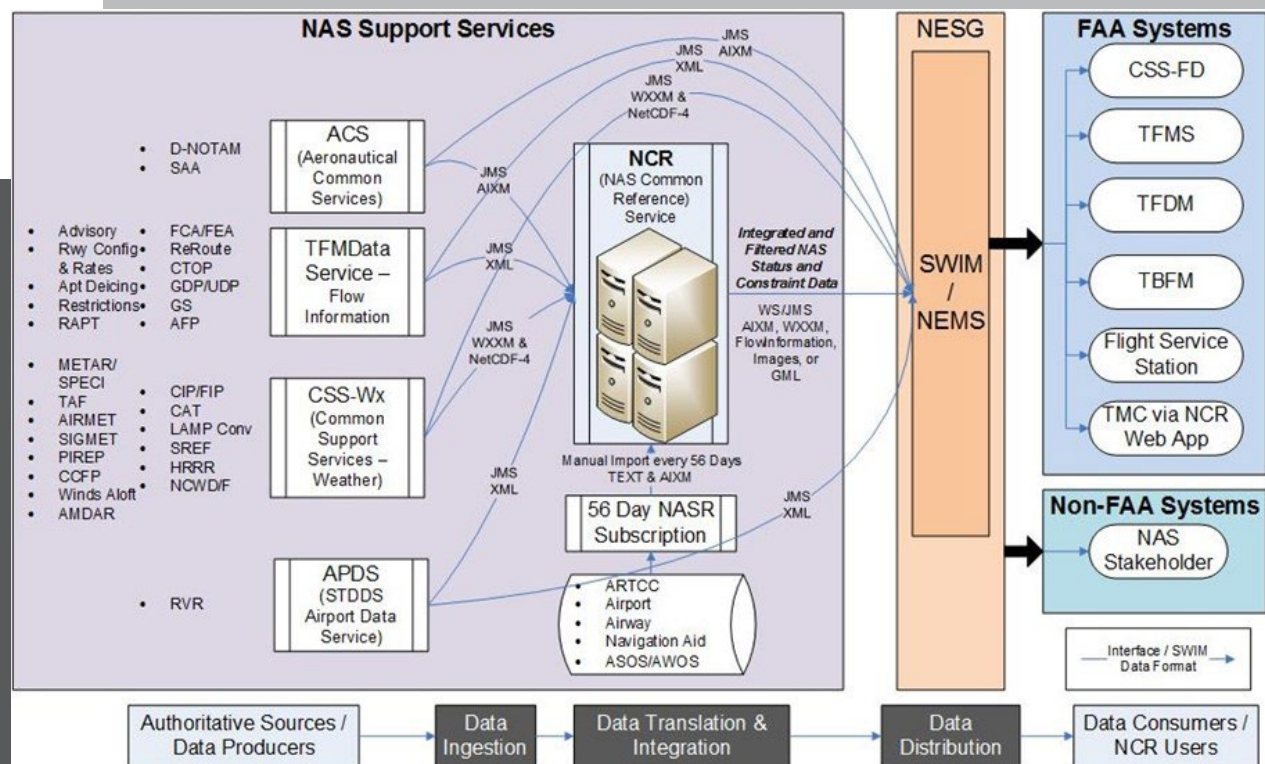 NAS Support Services
NESG
FAA Systems
JMS
AIXM
JMS
XML
JMS
WXXM &
NetCDF-4
• D-NOTAM
• SAA
ACS
(Aeronautical
Common
Services)
JMS
AIXM
• Advisory
• Rwy Config
& Rates
• Apt Deicing
• Restrictions
• RAPT
• FCA/FEA
• ReRoute
• CTOP
• GDP/UDP
• GS
• AFP
TFMData
Service –
Flow
Information
JMS
XML
• METAR/
SPECI
• TAF
• AIRMET
• SIGMET
• PIREP
• CCFP
• Winds Aloft
• AMDAR
• CIP/FIP
• CAT
• LAMP Conv
• SREF
• HRRR
• NCWD/F
CSS-Wx
(Common
Support
Services –
Weather)
JMS
WXXM &
NetCDF-4
• RVR
APDS
(STDDS
Airport Data
Service)
JMS
XML
NCR
(NAS Common
Reference)
Service
Integrated and
Filtered NAS
Status and
Constraint Data
WS/JMS
AIXM, WXXM,
FlowInformation,
Images, or
GML
Manual Import every 56 Days
TEXT & AIXM
56 Day NASR
Subscription
• ARTCC
• Airport
• Airway
• Navigation Aid
• ASOS/AWOS
JMS
XML
SWIM
/
NEMS
CSS-FD
TFMS
TFDM
TBFM
Flight Service
Station
TMC via NCR
Web App
Non-FAA Systems
NAS
Stakeholder
Interface / SWIM
Data Format
Authoritative Sources /
Data Producers
Data
Ingestion
Data Translation &
Integration
Data
Distribution
Data Consumers /
NCR Users